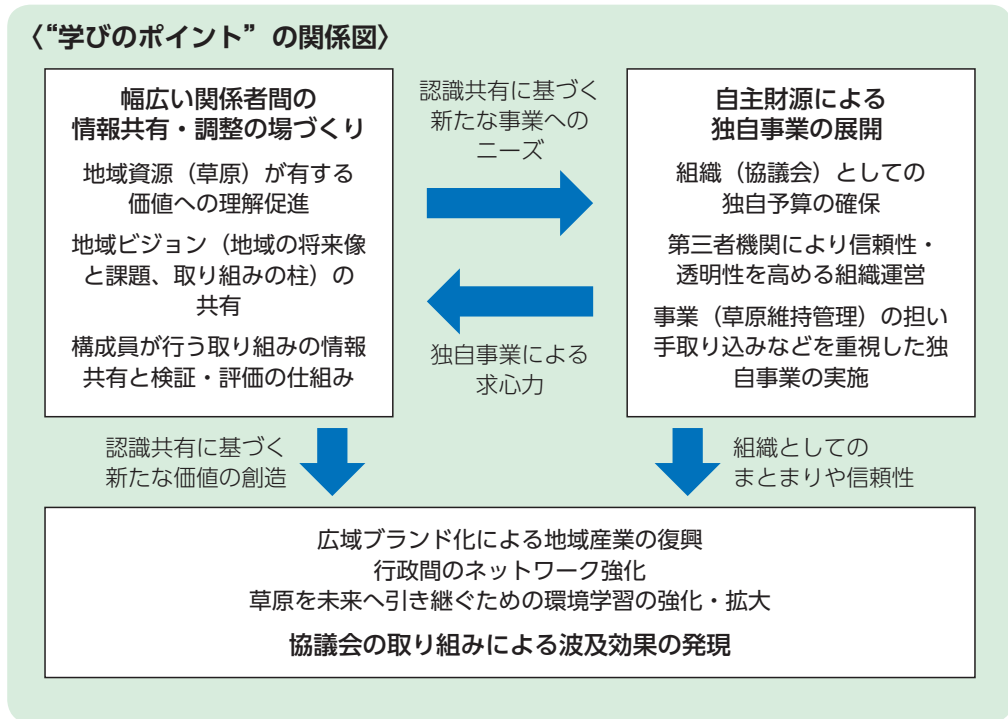 〈“学びのポイント”の関係図〉
幅広い関係者間の
情報共有・調整の場づくり
地域資源（草原）が有する
価値への理解促進
地域ビジョン（地域の将来像
と課題、取り組みの柱）の
共有
構成員が行う取り組みの情報
共有と検証・評価の仕組み
認識共有に基づく
新たな事業への
ニーズ
独自事業による
求心力
自主財源による
独自事業の展開
組織（協議会）としての
独自予算の確保
第三者機関により信頼性・
透明性を高める組織運営
事業（草原維持管理）の担い
手取り込みなどを重視した独
自事業の実施
認識共有に基づく
新たな価値の創造
組織としての
まとまりや信頼性
広域ブランド化による地域産業の復興
行政間のネットワーク強化
草原を未来へ引き継ぐための環境学習の強化・拡大
協議会の取り組みによる波及効果の発現